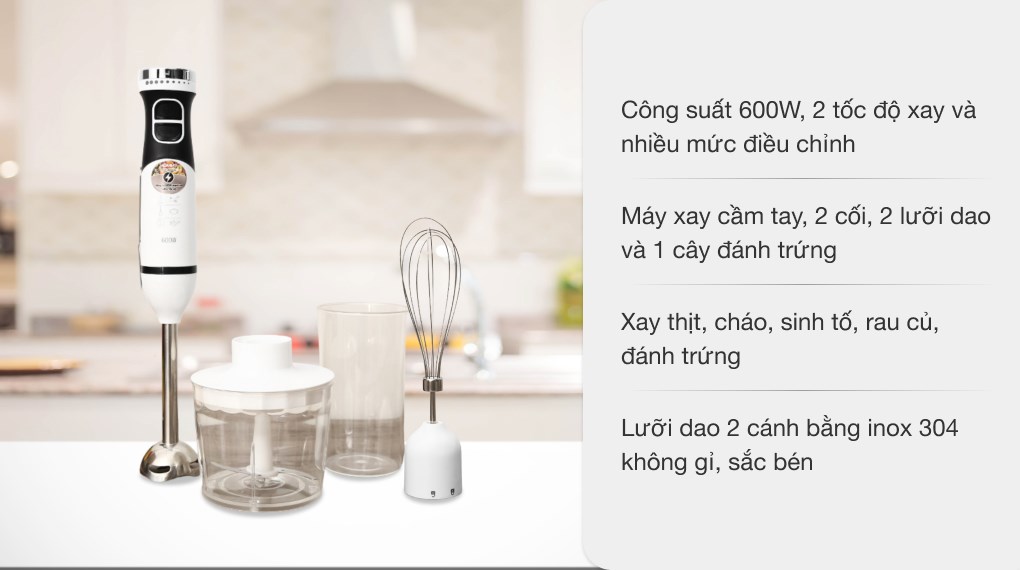 Công suất 600W, 2 tốc độ xay và
nhiều mức điều chỉnh
Máy xay cầm tay, 2 cối, 2 lưỡi dao
và 1 cây đánh trứng
Xay thịt, cháo, sinh tố, rau củ,
đánh trứng
Lưỡi dao 2 cánh bằng inox 304
không gỉ, sắc bén